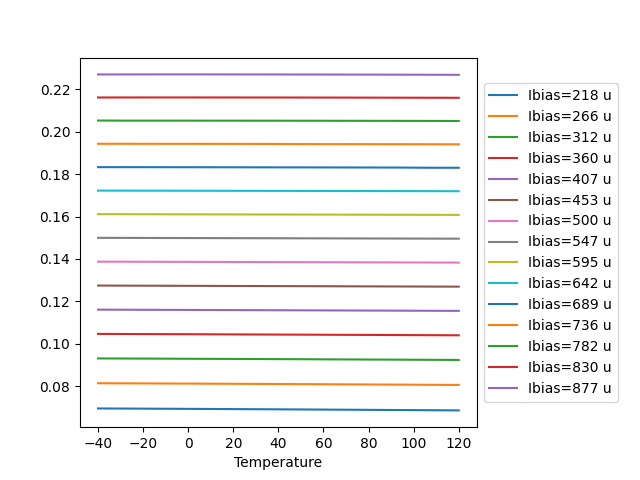 0.22
0.20
0.18
0.16
0.14
0.12
0.10
0.08
−40 −20 0 20 40 60 80 100 120
Temperature
Ibias=218 u
Ibias=266 u
Ibias=312 u
Ibias=360 u
Ibias=407 u
Ibias=453 u
Ibias=500 u
Ibias=547 u
Ibias=595 u
Ibias=642 u
Ibias=689 u
Ibias=736 u
Ibias=782 u
Ibias=830 u
Ibias=877 u